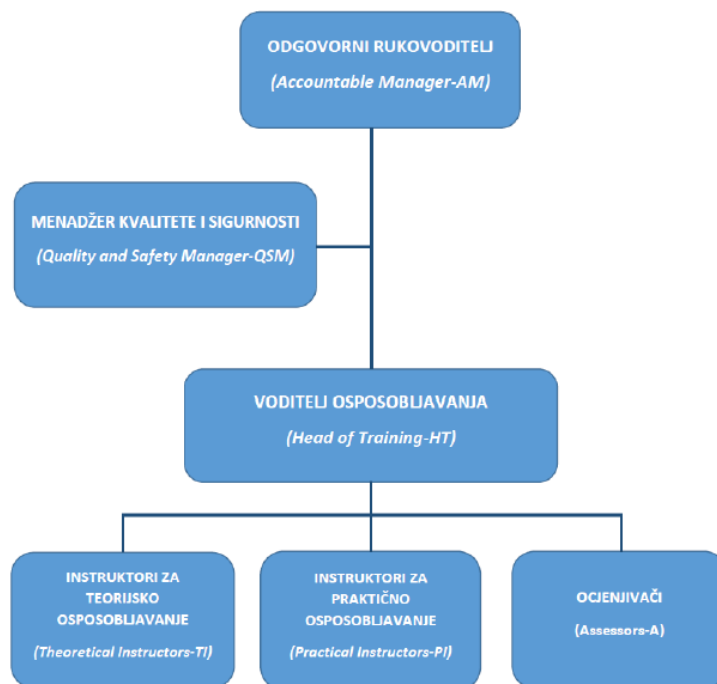 ODGOVORNI RUKOVODITELJ
(Accountable Manager-AM)
MENADŽER KVALITETE I SIGURNOSTI
(Quality and Safety Manager-QSM)
VODITELJ OSPOSOBLJAVANJA
(Head of Training-HT)
INSTRUKTORI ZA
TEORIJSKO
OSPOSOBLJAVANJE
(Theoretical Instructors-TI)
INSTRUKTORI ZA
PRAKTIČNO
OSPOSOBLJAVANJE
(Practical Instructors-PI)
OCJENJIVAČI
(Assessors-A)